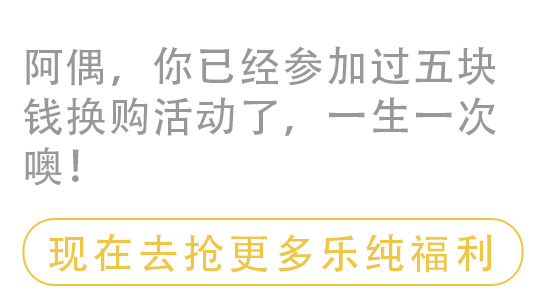 阿偶，你已经参加过五块
钱换购活动了，一生一次
噢！
现在去抢更多乐纯福利